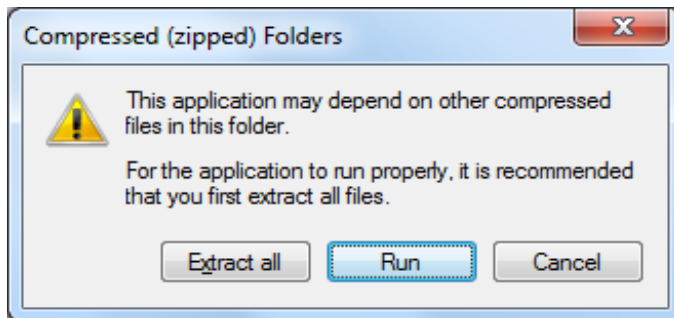 Compressed (zipped) Folders
This application may depend on other compressed
files in this folder.
For the application to run properly, it is recommended
that you first extract all files.
Extract all
Run
Cancel